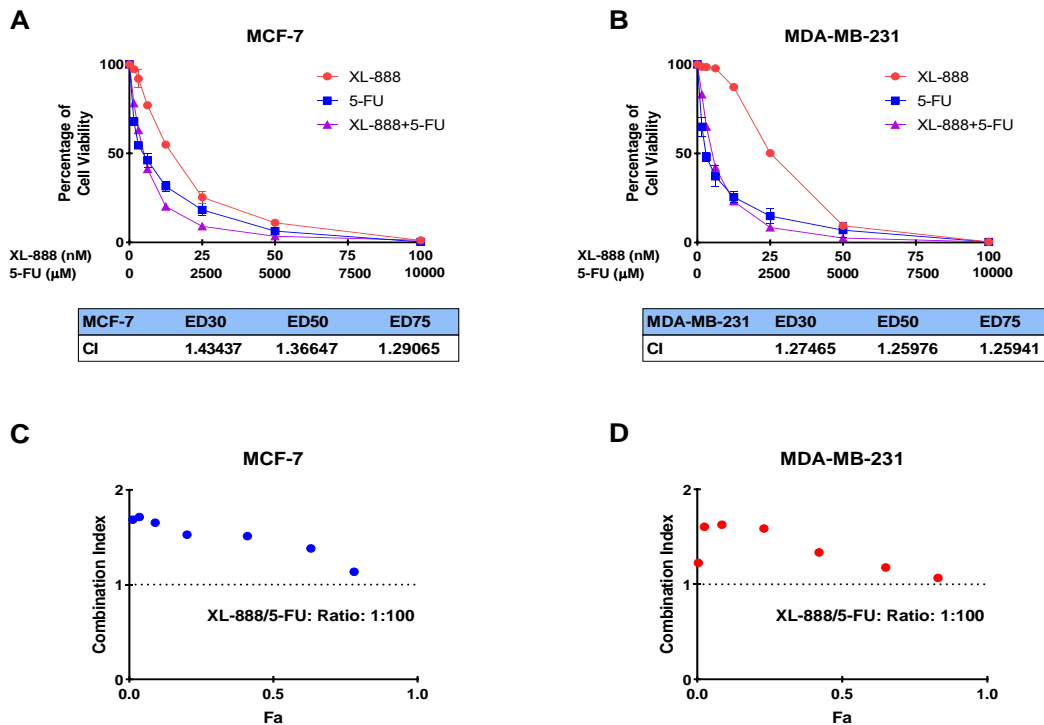 A
MCF-7
Percentage of
Cell Viability
100
50
0
XL-888
5-FU
XL-888+5-FU
XL-888 (nM) 0 25 50 75 100
5-FU (μM) 0 2500 5000 7500 10000
MCF-7 ED30 ED50 ED75
CI 1.43437 1.36647 1.29065
B
MDA-MB-231
Percentage of
Cell Viability
100
50
0
XL-888
5-FU
XL-888+5-FU
XL-888 (nM) 0 25 50 75 100
5-FU (μM) 0 2500 5000 7500 10000
MDA-MB-231 ED30 ED50 ED75
CI 1.27465 1.25976 1.25941
C
MCF-7
Combination Index
2
1
0
XL-888/5-FU: Ratio: 1:100
0.0 0.5 1.0
Fa
D
MDA-MB-231
Combination Index
2
1
0
XL-888/5-FU: Ratio: 1:100
0.0 0.5 1.0
Fa